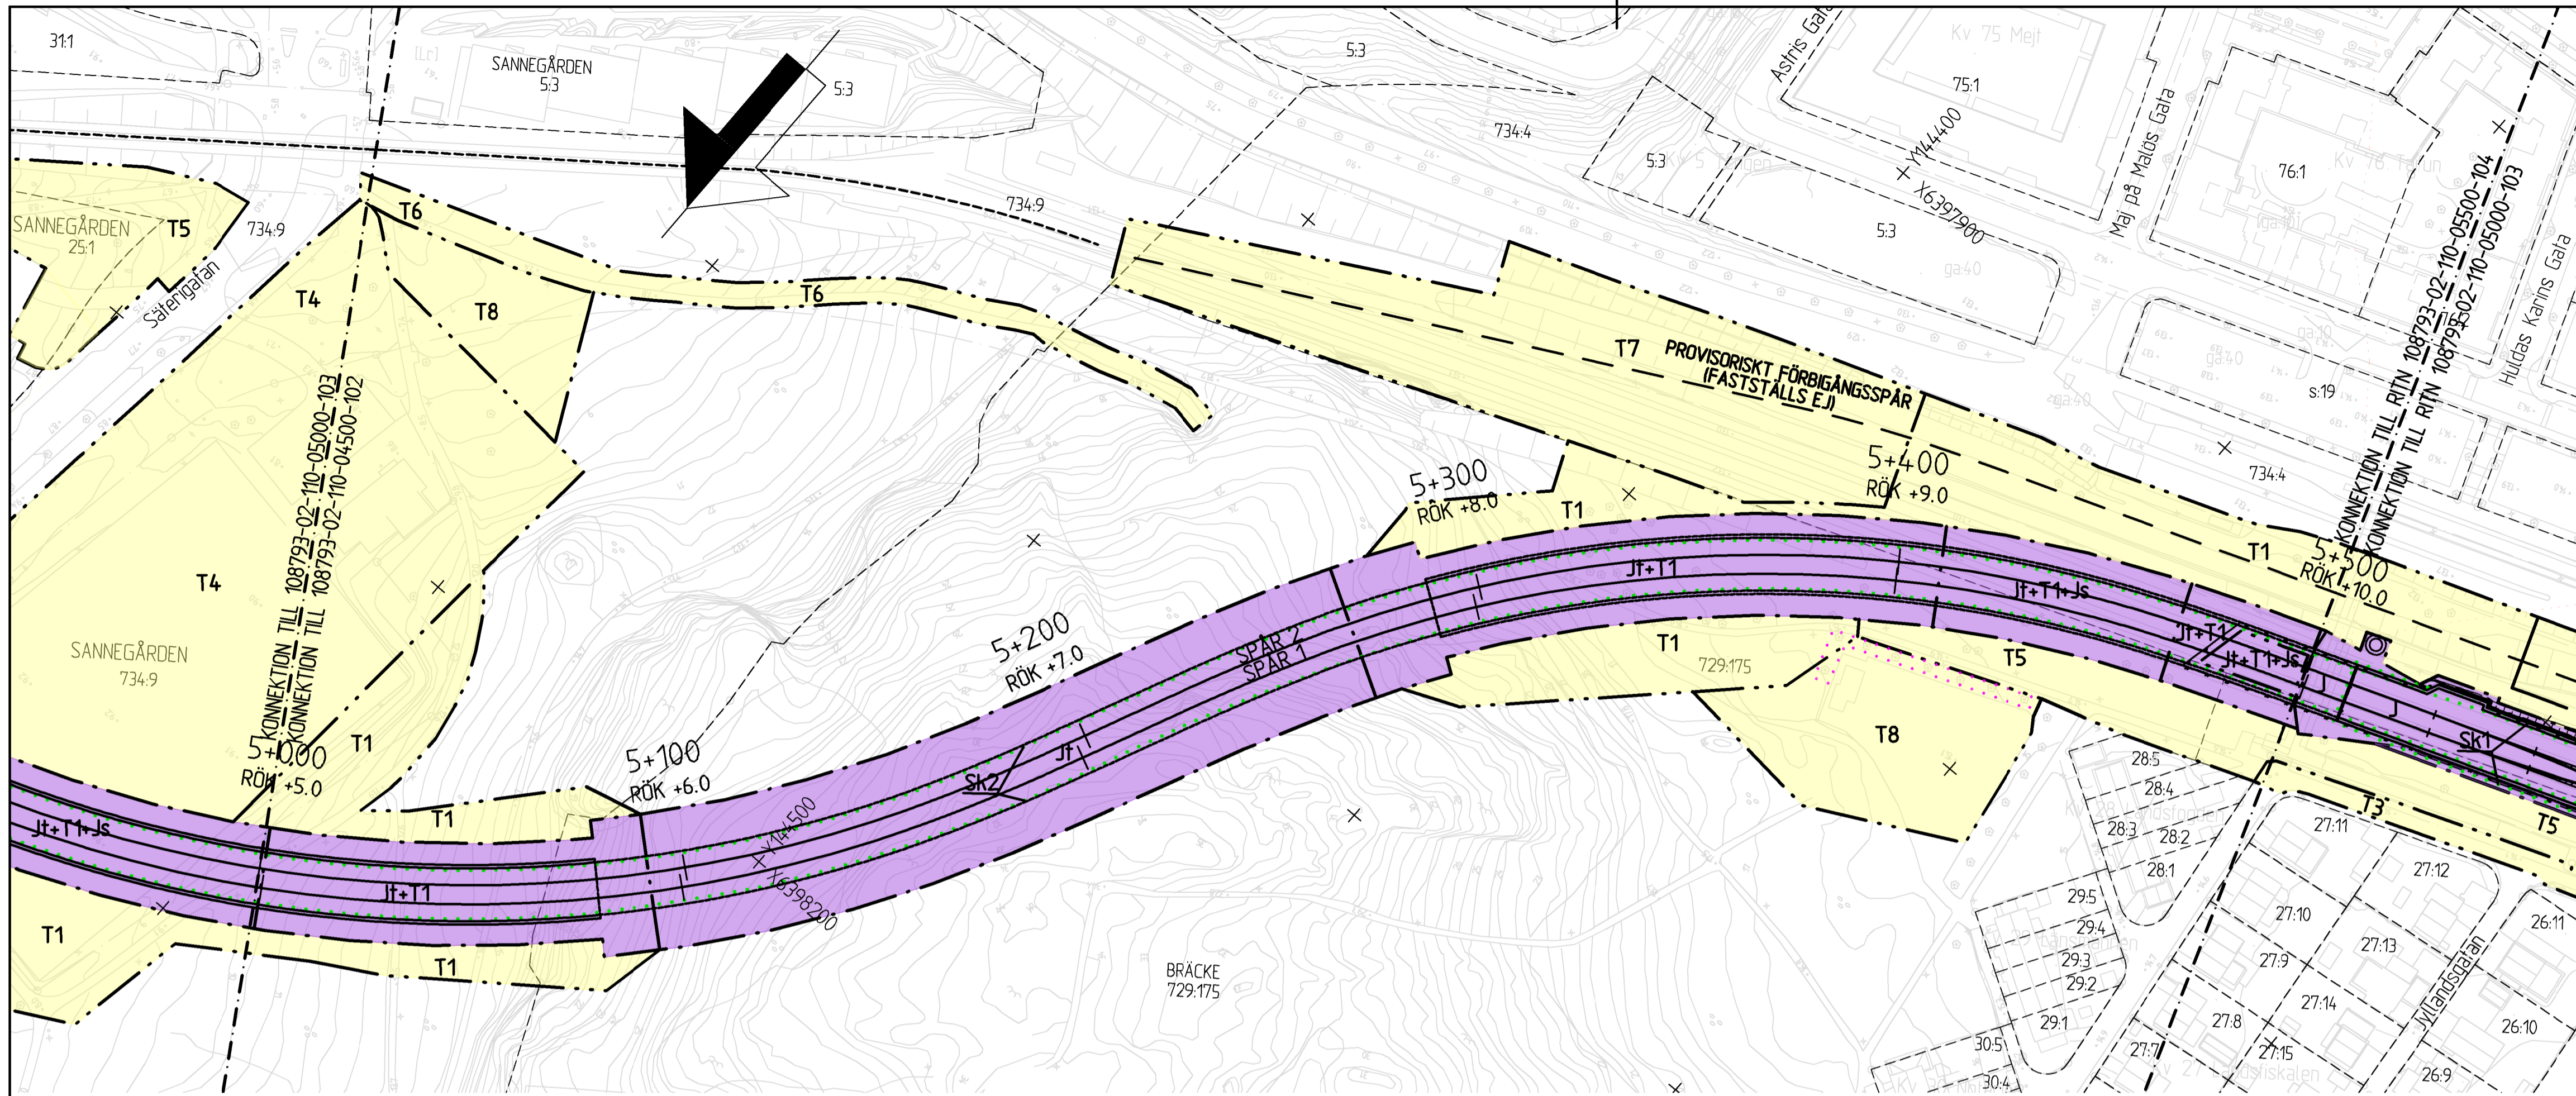 31:1
SANNEGÅRDEN
5:3
5:3
5:3
Kv 75 Mejt
75:1
Astris Gata
734:4
5:3
Y144400
X6397900
Maj på Malös Gata
76:1
Huldas Karins Gata
5:3
ga:40
ga:10
ga:40
s:19
ga:40
734:4
SANNEGÅRDEN
25:1
T5
734:9
Säterigatan
T6
T4
T8
T6
734:9
T7
PROVISORISKT FÖRBIGÅNGSSPÅR
(FASTSTÄLLS EJ)
KONNEKTION TILL RITN 108793-02-110-05500-104
KONNEKTION TILL RITN 108793-02-110-05000-103
KONNEKTION TILL 108793-02-110-05000-103
KONNEKTION TILL 108793-02-110-04500-102
T4
SANNEGÅRDEN
734:9
5+000
RÖK +5.0
T1
5+100
RÖK +6.0
5+200
RÖK +7.0
5+300
RÖK +8.0
5+400
RÖK +9.0
5+500
RÖK +10.0
T1
T1
T1
Jt+T1+Js
Jt+T1
T1
T1
Sk2
Jt
SPÅR 2
SPÅR 1
Y144500
X6398200
Jt+T1
Jt+T1+Js
Jt+T1
Jt+T1+Js
J
J
Sk1
T1
729:175
T5
T8
T3
T5
BRÄCKE
729:175
28:5
28:4
28:3
28:2
28:1
29:5
29:4
29:3
29:2
29:1
30:5
30:4
27:11
27:12
27:10
27:13
27:9
27:14
27:8
27:15
27:7
Jyllandsgatan
26:11
26:10
26:9